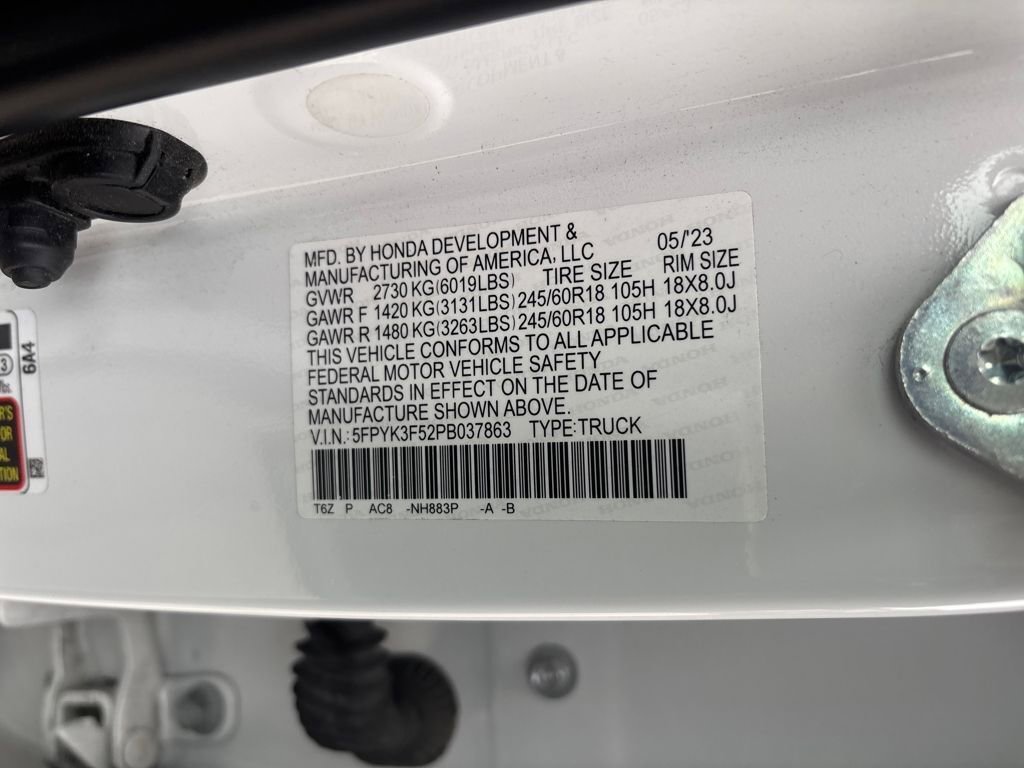 MFD. BY HONDA DEVELOPMENT & 05/'23
MANUFACTURING OF AMERICA, LLC
GVWR 2730 KG(6019LBS) TIRE SIZE RIM SIZE
GAWR F 1420 KG(3131LBS) 245/60R18 105H 18X8.0J
GAWR R 1480 KG(3263LBS) 245/60R18 105H 18X8.0J
THIS VEHICLE CONFORMS TO ALL APPLICABLE
FEDERAL MOTOR VEHICLE SAFETY
STANDARDS IN EFFECT ON THE DATE OF
MANUFACTURE SHOWN ABOVE.
V.I.N.: 5FPYK3F52PB037863 TYPE:TRUCK
T6Z P AC8 -NH883P -A -B
6A4